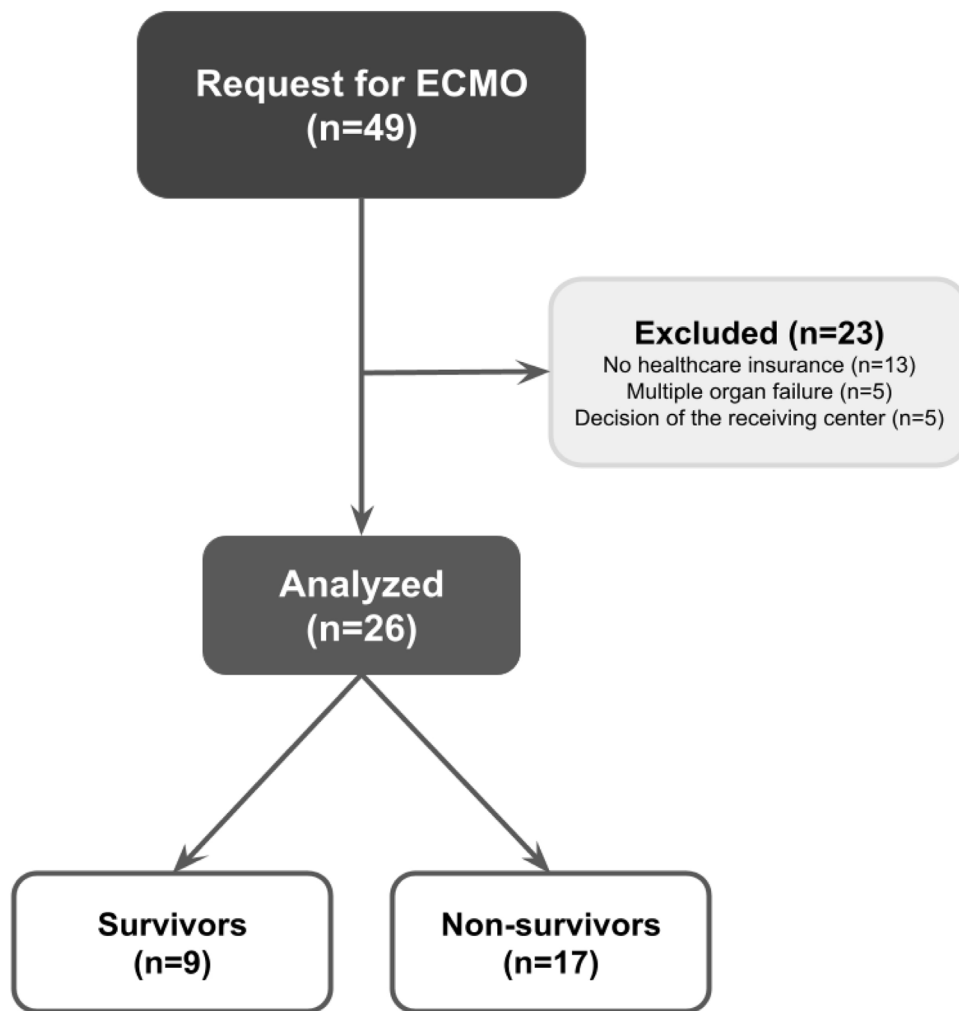 Request for ECMO
(n=49)
Excluded (n=23)
No healthcare insurance (n=13)
Multiple organ failure (n=5)
Decision of the receiving center (n=5)
Analyzed
(n=26)
Survivors
(n=9)
Non-survivors
(n=17)